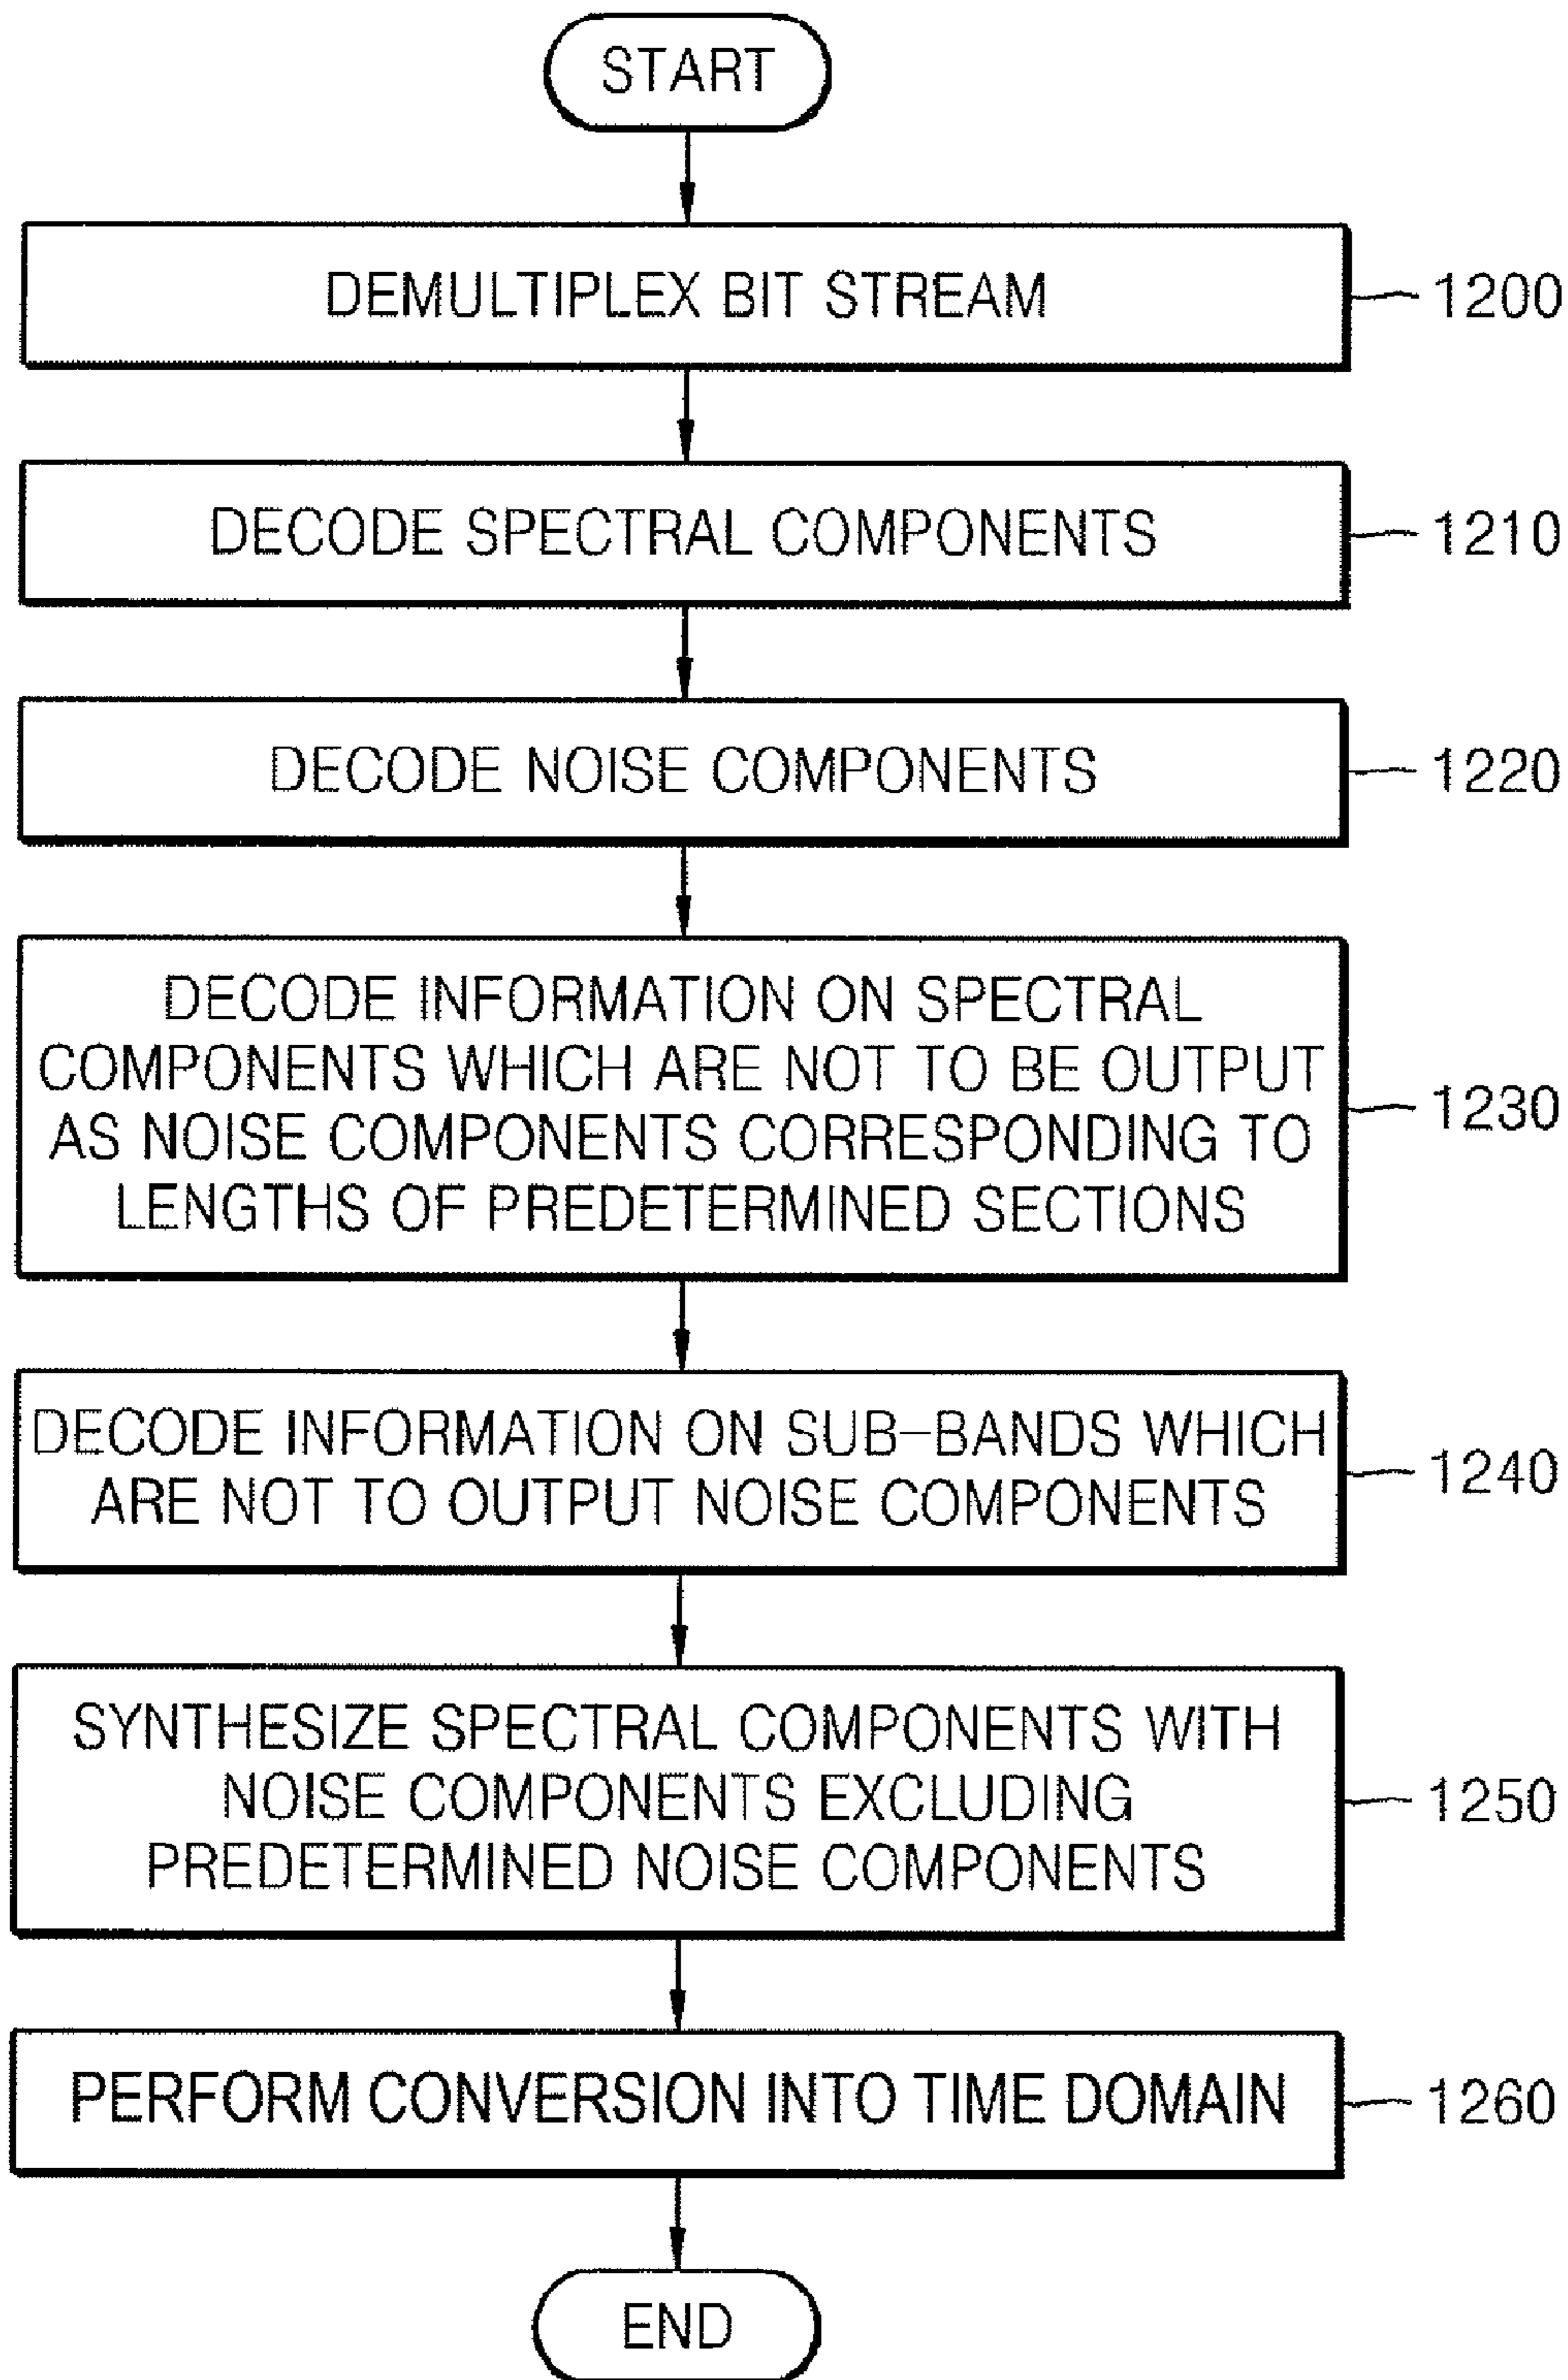 START
DEMULTIPLEX BIT STREAM
1200
DECODE SPECTRAL COMPONENTS
1210
DECODE NOISE COMPONENTS
1220
DECODE INFORMATION ON SPECTRAL
COMPONENTS WHICH ARE NOT TO BE OUTPUT
AS NOISE COMPONENTS CORRESPONDING TO
LENGTHS OF PREDETERMINED SECTIONS
1230
DECODE INFORMATION ON SUB-BANDS WHICH
ARE NOT TO OUTPUT NOISE COMPONENTS
1240
SYNTHESIZE SPECTRAL COMPONENTS WITH
NOISE COMPONENTS EXCLUDING
PREDETERMINED NOISE COMPONENTS
1250
PERFORM CONVERSION INTO TIME DOMAIN
1260
END